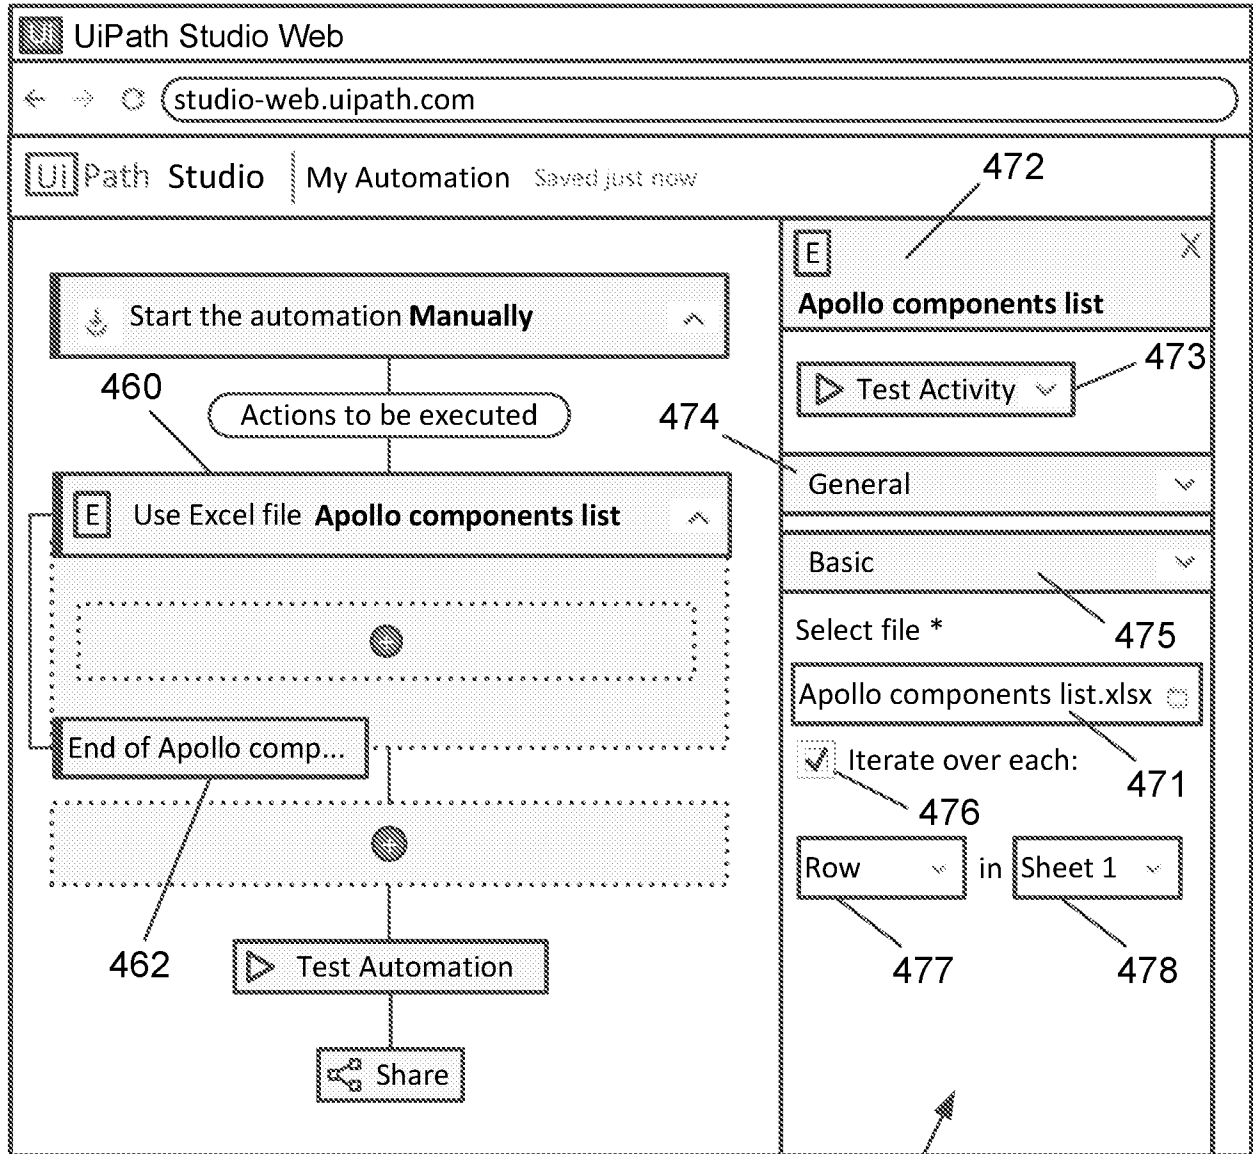 Ui UiPath Studio Web
studio-web.uipath.com
UiPath Studio | My Automation Saved just now
472
E
Apollo components list
Start the automation Manually
473
Test Activity
460
Actions to be executed
474
General
E Use Excel file Apollo components list
Basic
Select file *
475
Apollo components list.xlsx
End of Apollo comp...
Iterate over each:
471
476
Row in Sheet 1
462
Test Automation
477
478
Share